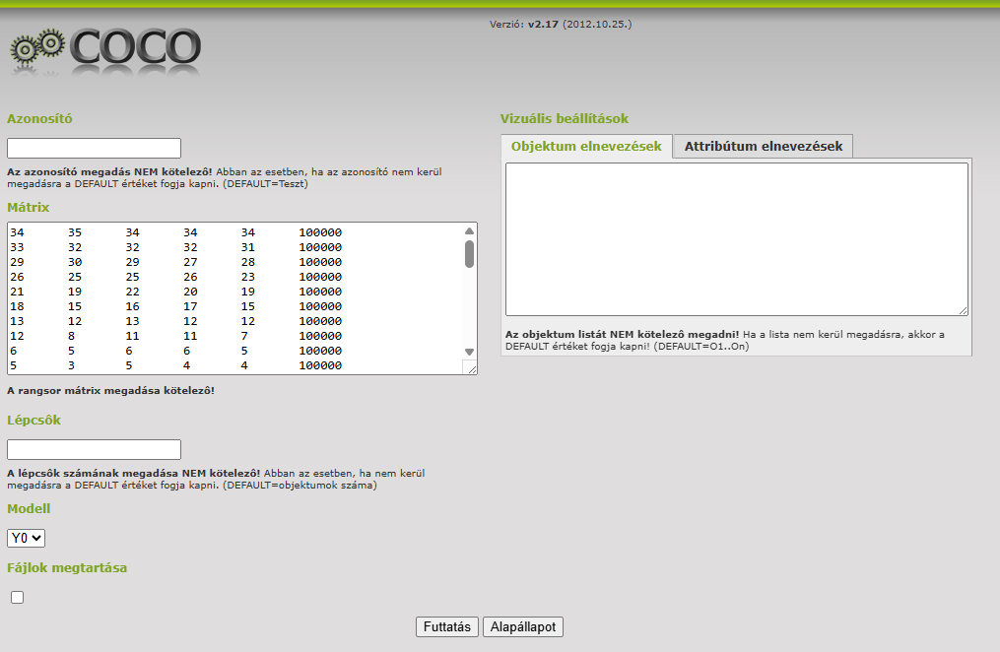 COCO
Verzió: v2.17 (2012.10.25.)
Azonosító
Az azonosító megadás NEM kötelezô! Abban az esetben, ha az azonosító nem kerül
megadásra a DEFAULT értéket fogja kapni. (DEFAULT=Teszt)
Mátrix
34 35 34 34 34 100000
33 32 32 32 31 100000
29 30 29 27 28 100000
26 25 25 26 23 100000
21 19 22 20 19 100000
18 15 16 17 15 100000
13 12 13 12 12 100000
12 8 11 11 7 100000
6 5 6 6 5 100000
5 3 5 4 4 100000
A rangsor mátrix megadása kötelezô!
Lépcsôk
A lépcsôk számának megadása NEM kötelezô! Abban az esetben, ha nem kerül
megadásra a DEFAULT értéket fogja kapni. (DEFAULT=objektumok száma)
Modell
Y0
Fájlok megtartása
Vizuális beállítások
Objektum elnevezések
Attribútum elnevezések
Az objektum listát NEM kötelezô megadni! Ha a lista nem kerül megadásra, akkor a
DEFAULT értéket fogja kapni! (DEFAULT=O1..On)
Futtatás
Alapállapot